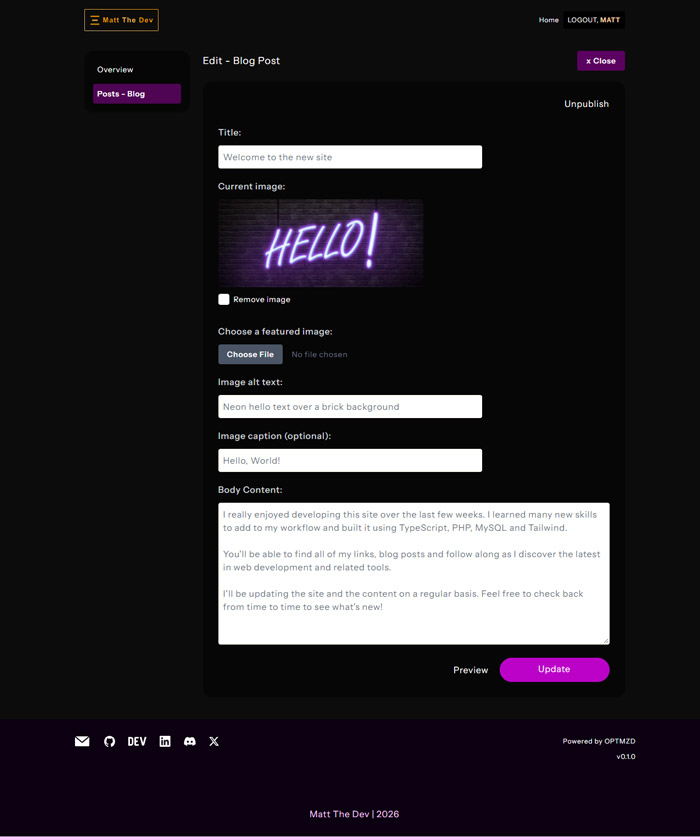 Matt The Dev
Home
LOGOUT, MATT
Overview
Posts - Blog
Edit - Blog Post
x Close
Unpublish
Title:
Welcome to the new site
Current image:
HELLO!
Remove image
Choose a featured image:
Choose File
No file chosen
Image alt text:
Neon hello text over a brick background
Image caption (optional):
Hello, World!
Body Content:
I really enjoyed developing this site over the last few weeks. I learned many new skills
to add to my workflow and built it using TypeScript, PHP, MySQL and Tailwind.
You'll be able to find all of my links, blog posts and follow along as I discover the latest
in web development and related tools.
I'll be updating the site and the content on a regular basis. Feel free to check back
from time to time to see what's new!
Preview
Update
DEV
in
X
Powered by OPTMZD
v0.1.0
Matt The Dev | 2026